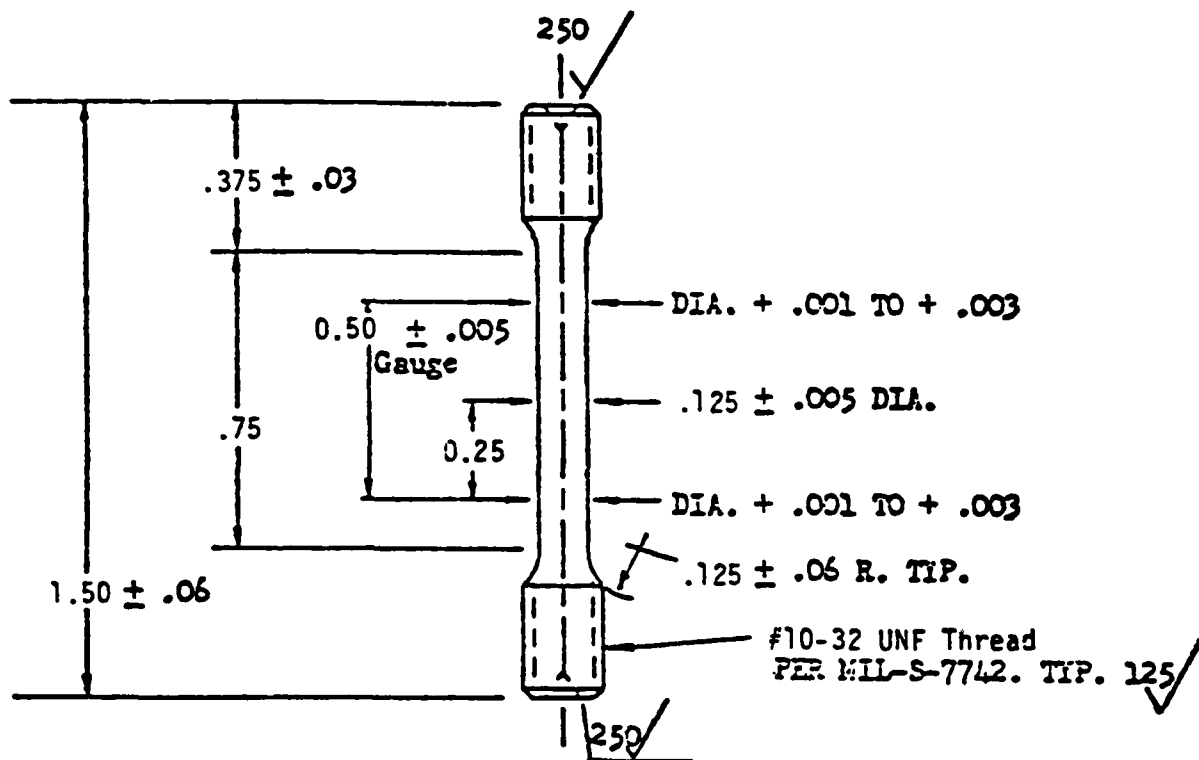 250
.375 ± .03
DIA. + .001 TO + .003
0.50 ± .005
Gauge
.125 ± .005 DIA.
.75
0.25
DIA. + .001 TO + .003
.125 ± .06 R. TYP.
1.50 ± .06
#10-32 UNF Thread
PER MIL-S-7742. TYP. 125
250